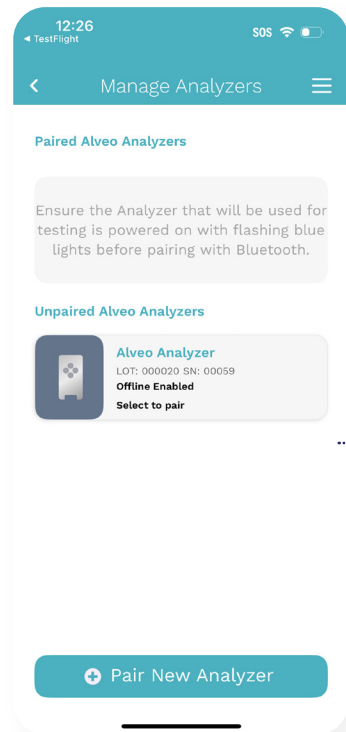 12:26
◀ TestFlight
SOS
Manage Analyzers
Paired Alveo Analyzers
Ensure the Analyzer that will be used for
testing is powered on with flashing blue
lights before pairing with Bluetooth.
Unpaired Alveo Analyzers
Alveo Analyzer
LOT: 000020 SN: 00059
Offline Enabled
Select to pair
Pair New Analyzer